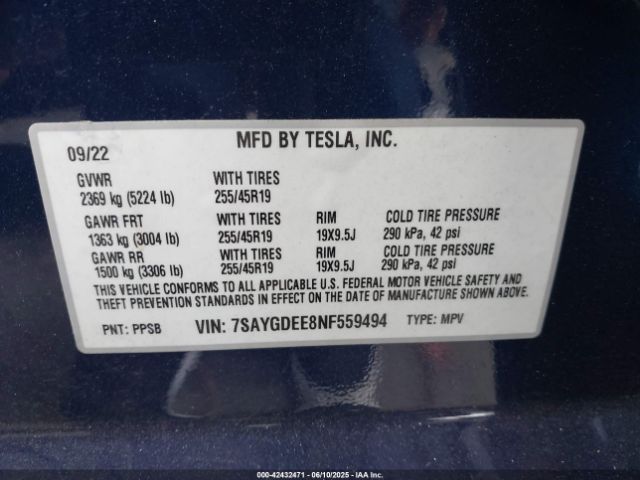 MFD BY TESLA, INC.
09/22
GVWR WITH TIRES
2369 kg (5224 lb) 255/45R19
GAWR FRT WITH TIRES RIM COLD TIRE PRESSURE
1363 kg (3004 lb) 255/45R19 19X9.5J 290 kPa, 42 psi
GAWR RR WITH TIRES RIM COLD TIRE PRESSURE
1500 kg (3306 lb) 255/45R19 19X9.5J 290 kPa, 42 psi
THIS VEHICLE CONFORMS TO ALL APPLICABLE U.S. FEDERAL MOTOR VEHICLE SAFETY AND
THEFT PREVENTION STANDARDS IN EFFECT ON THE DATE OF MANUFACTURE SHOWN ABOVE.
PNT: PPSB VIN: 7SAYGDEE8NF559494 TYPE: MPV
000-42432471 - 06/10/2025 - IAA Inc.